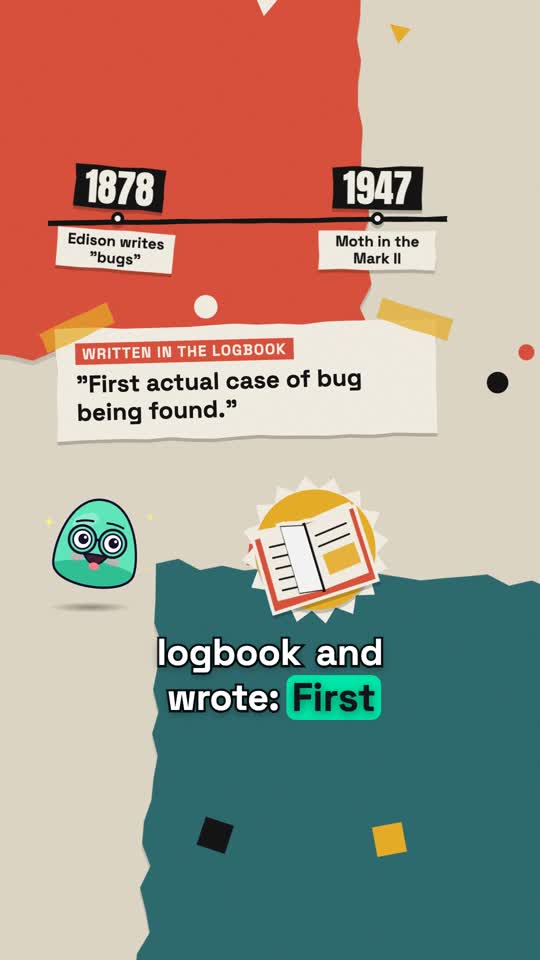 1878
1947
Edison writes
”bugs”
Moth in the
Mark II
WRITTEN IN THE LOGBOOK
”First actual case of bug
being found.”
logbook and
wrote: First